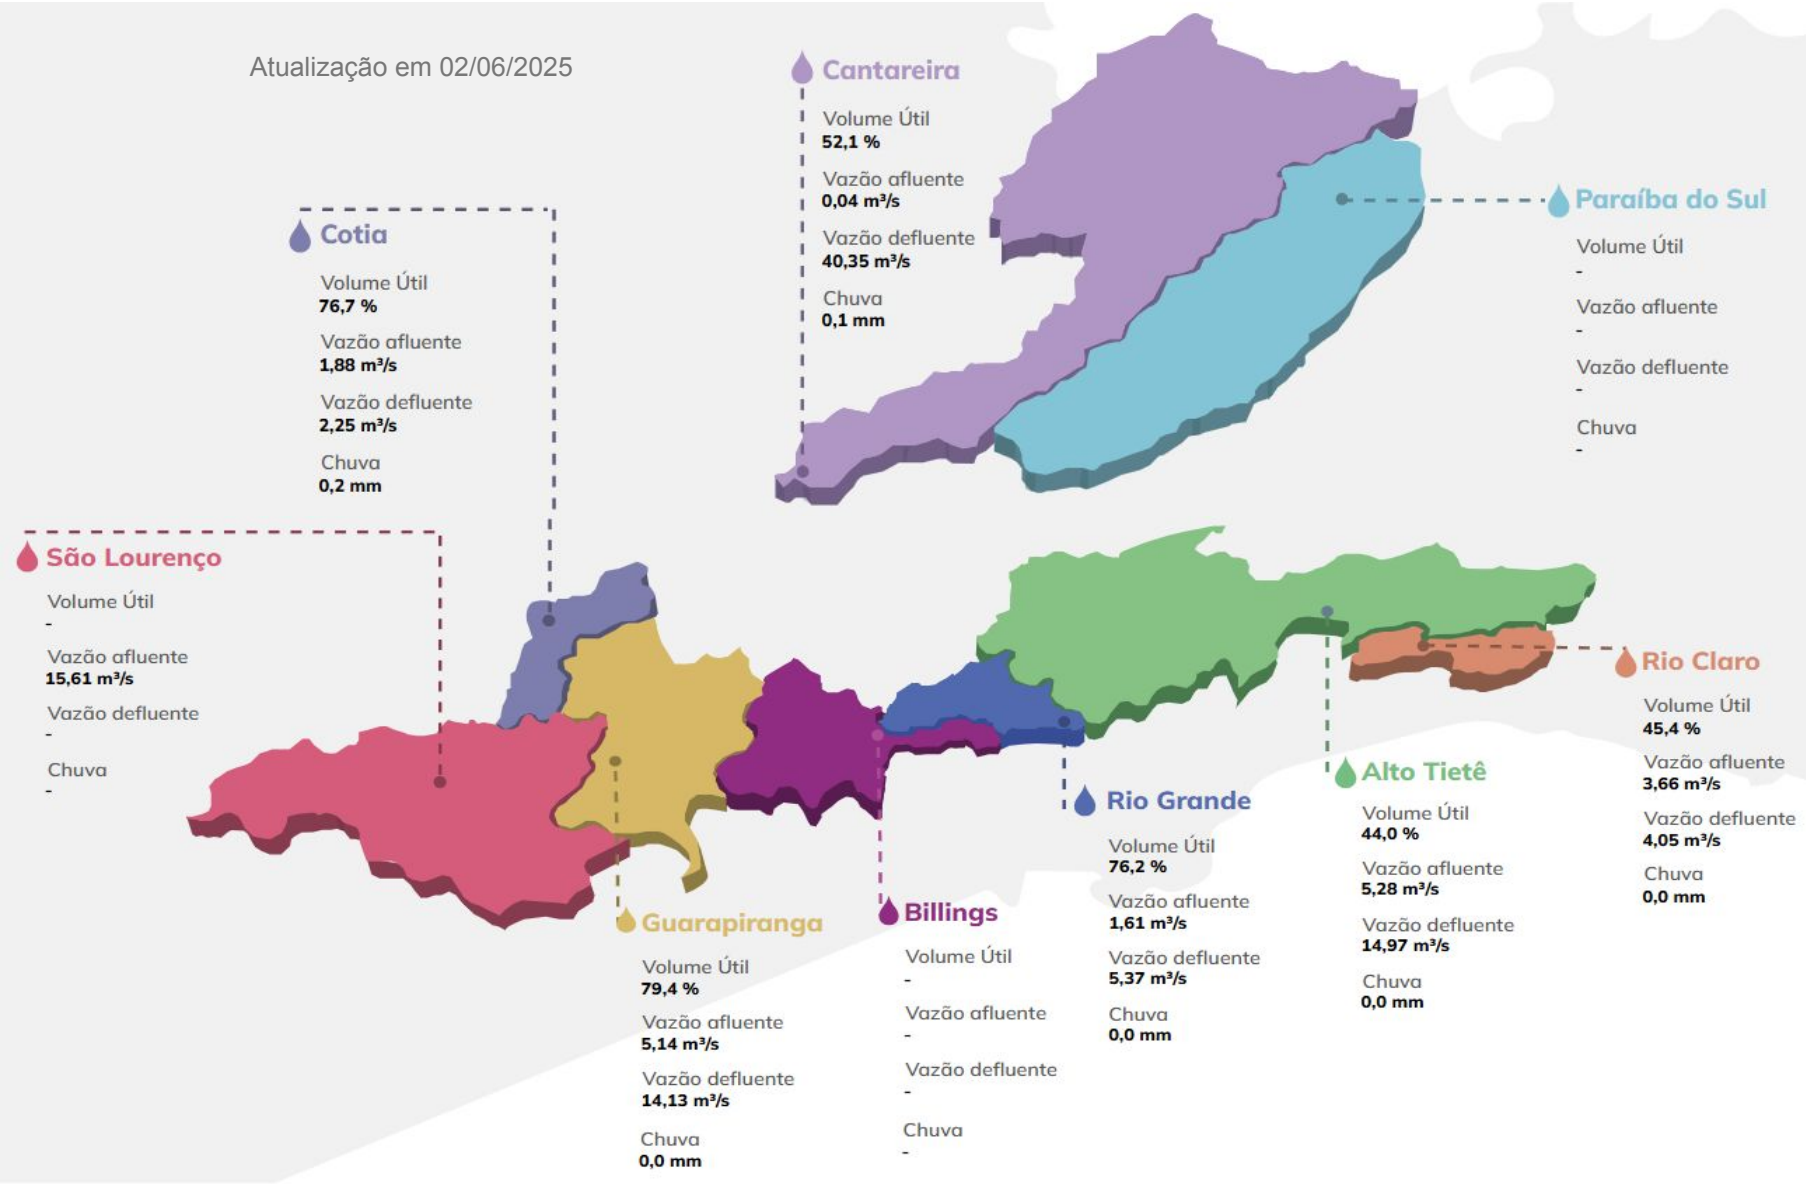 Atualização em 02/06/2025
Cantareira
Volume Útil
52,1 %
Vazão afluente
0,04 m³/s
Vazão defluente
40,35 m³/s
Chuva
0,1 mm
Paraíba do Sul
Volume Útil
-
Vazão afluente
-
Vazão defluente
-
Chuva
-
Cotia
Volume Útil
76,7 %
Vazão afluente
1,88 m³/s
Vazão defluente
2,25 m³/s
Chuva
0,2 mm
São Lourenço
Volume Útil
-
Vazão afluente
15,61 m³/s
Vazão defluente
-
Chuva
-
Guarapiranga
Volume Útil
79,4 %
Vazão afluente
5,14 m³/s
Vazão defluente
14,13 m³/s
Chuva
0,0 mm
Billings
Volume Útil
-
Vazão afluente
-
Vazão defluente
-
Chuva
-
Rio Grande
Volume Útil
76,2 %
Vazão afluente
1,61 m³/s
Vazão defluente
5,37 m³/s
Chuva
0,0 mm
Alto Tietê
Volume Útil
44,0 %
Vazão afluente
5,28 m³/s
Vazão defluente
14,97 m³/s
Chuva
0,0 mm
Rio Claro
Volume Útil
45,4 %
Vazão afluente
3,66 m³/s
Vazão defluente
4,05 m³/s
Chuva
0,0 mm